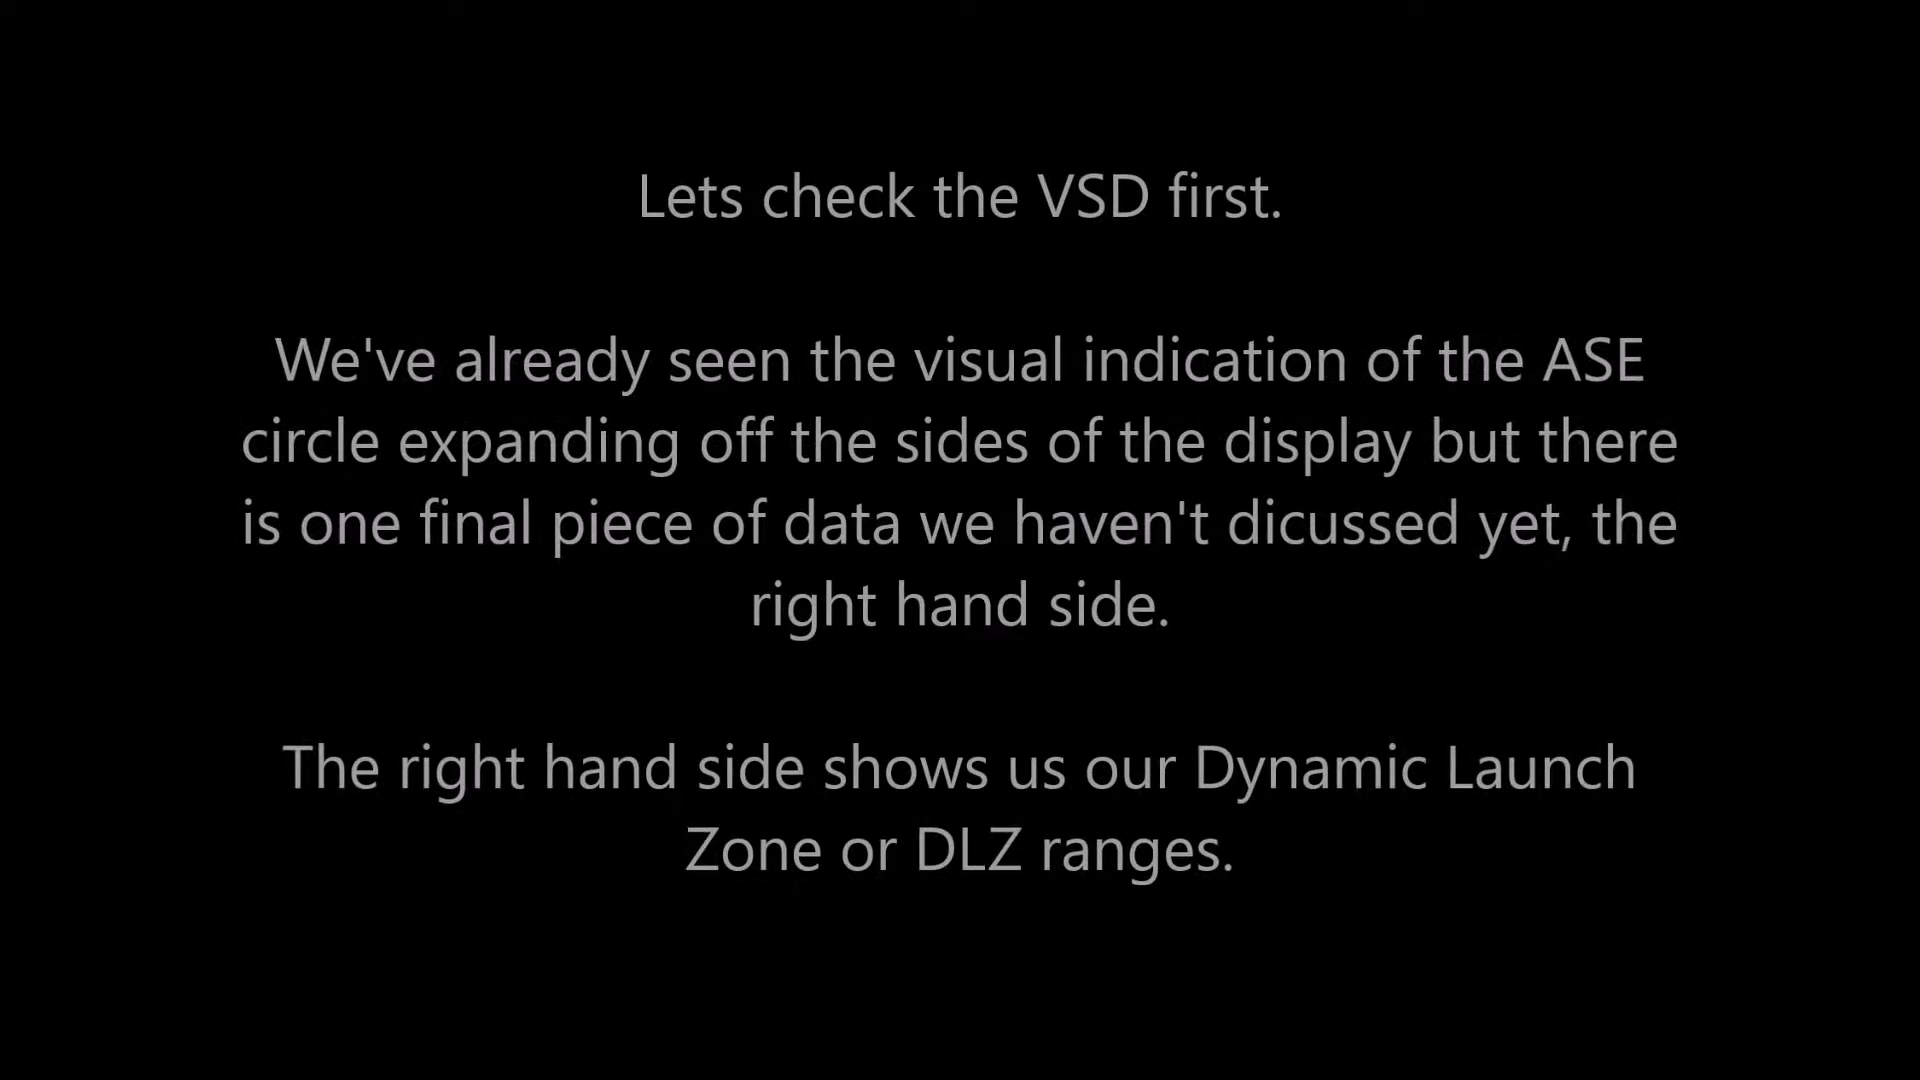 Lets check the VSD first.
We've already seen the visual indication of the ASE
circle expanding off the sides of the display but there
is one final piece of data we haven't dicussed yet, the
right hand side.
The right hand side shows us our Dynamic Launch
Zone or DLZ ranges.